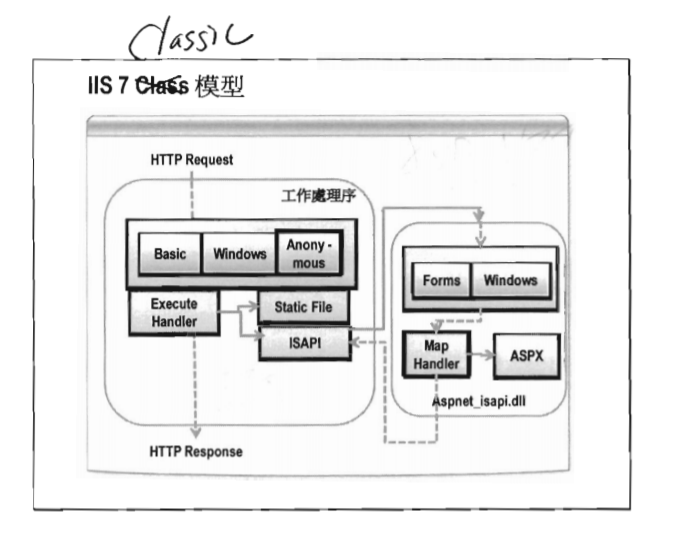 Classic
IIS 7 Class 模型
HTTP Request
工作處理序
Basic
Windows
Anony-
mous
Execute
Handler
Static File
ISAPI
HTTP Response
Forms
Windows
Map
Handler
ASPX
Aspnet_isapi.dll